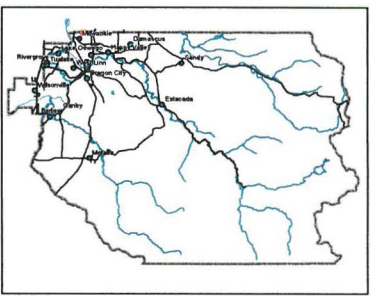 Milwaukie
Damascus
Lake Oswego
Happy Valley
Rivergrove
Tualatin
West Linn
Sandy
Oregon City
Wilsonville
Estacada
Barlow
Canby
Molalla